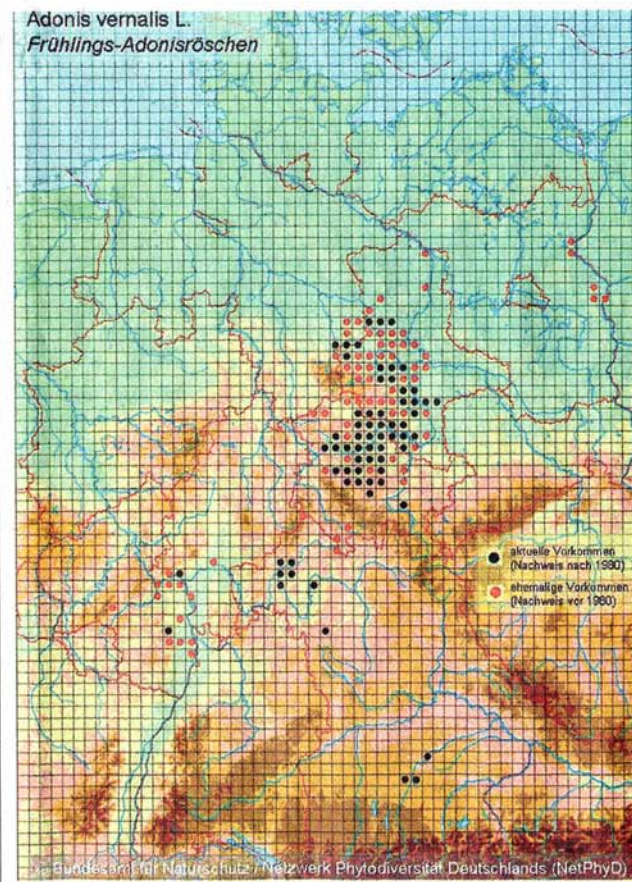 Adonis vernalis L.
Frühlings-Adonisröschen
aktuelle Vorkommen
(Nachweis nach 1980)
ehemalige Vorkommen
(Nachweis vor 1980)
Bundesamt für Naturschutz / Netzwerk Phytodiversität Deutschlands (NetPhyD)